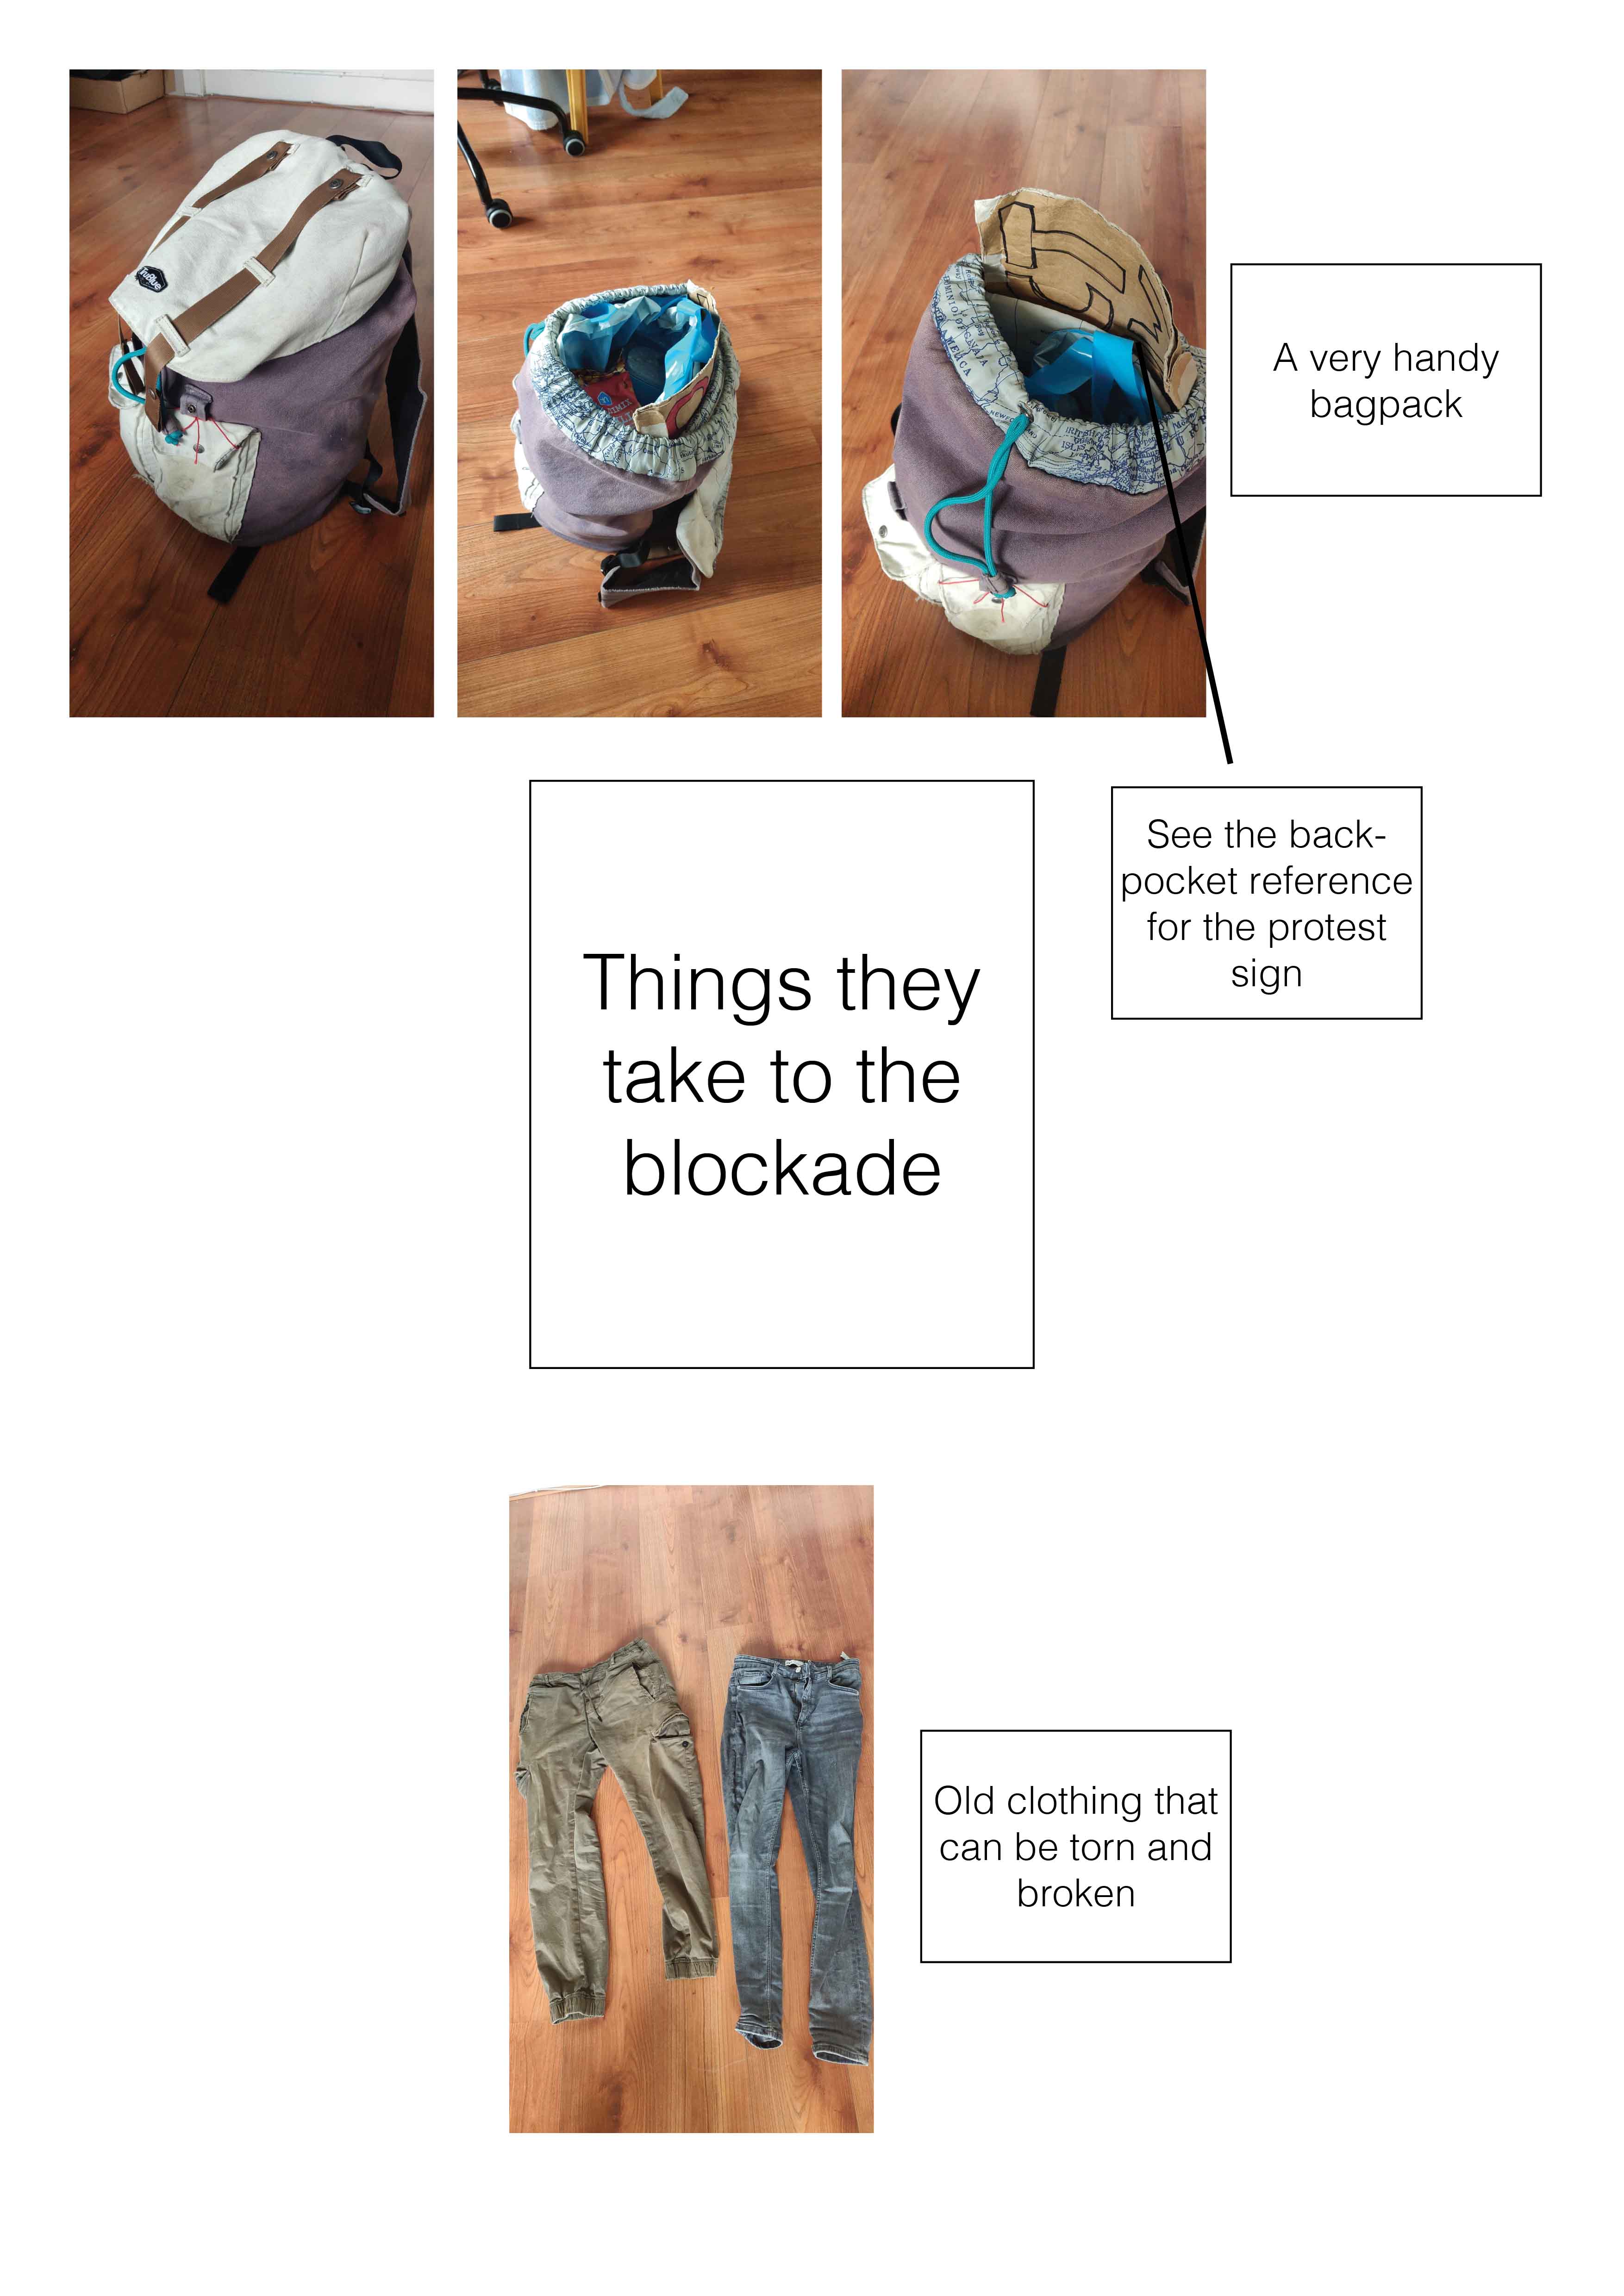 TruBlue
A very handy
bagpack
See the back-
pocket reference
for the protest
sign
Things they
take to the
blockade
Old clothing that
can be torn and
broken